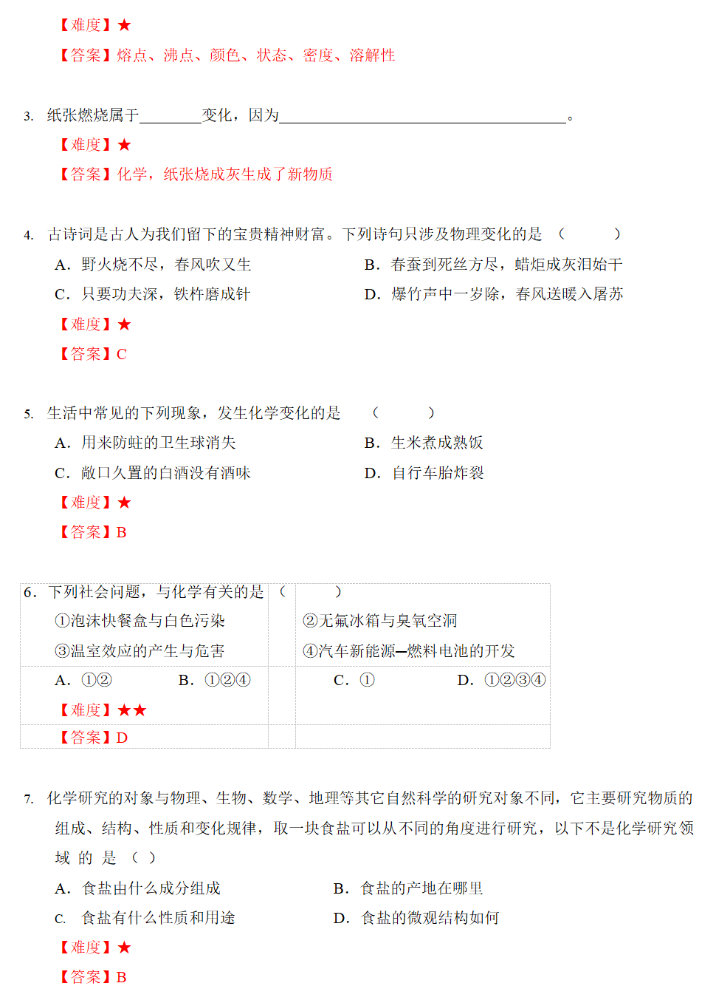 【难度】★
【答案】熔点、沸点、颜色、状态、密度、溶解性
3. 纸张燃烧属于________变化，因为_____________________________________。
【难度】★
【答案】化学，纸张烧成灰生成了新物质
4. 古诗词是古人为我们留下的宝贵精神财富。下列诗句只涉及物理变化的是 （ ）
A．野火烧不尽，春风吹又生 B．春蚕到死丝方尽，蜡炬成灰泪始干
C．只要功夫深，铁杵磨成针 D．爆竹声中一岁除，春风送暖入屠苏
【难度】★
【答案】C
5. 生活中常见的下列现象，发生化学变化的是 （ ）
A．用来防蛀的卫生球消失 B．生米煮成熟饭
C．敞口久置的白酒没有酒味 D．自行车胎炸裂
【难度】★
【答案】B
6．下列社会问题，与化学有关的是 （ ）
①泡沫快餐盒与白色污染 ②无氟冰箱与臭氧空洞
③温室效应的产生与危害 ④汽车新能源—燃料电池的开发
A．①② B．①②④ C．① D．①②③④
【难度】★★
【答案】D
7. 化学研究的对象与物理、生物、数学、地理等其它自然科学的研究对象不同，它主要研究物质的
组成、结构、性质和变化规律，取一块食盐可以从不同的角度进行研究，以下不是化学研究领
域 的 是 （ ）
A．食盐由什么成分组成 B．食盐的产地在哪里
C. 食盐有什么性质和用途 D．食盐的微观结构如何
【难度】★
【答案】B